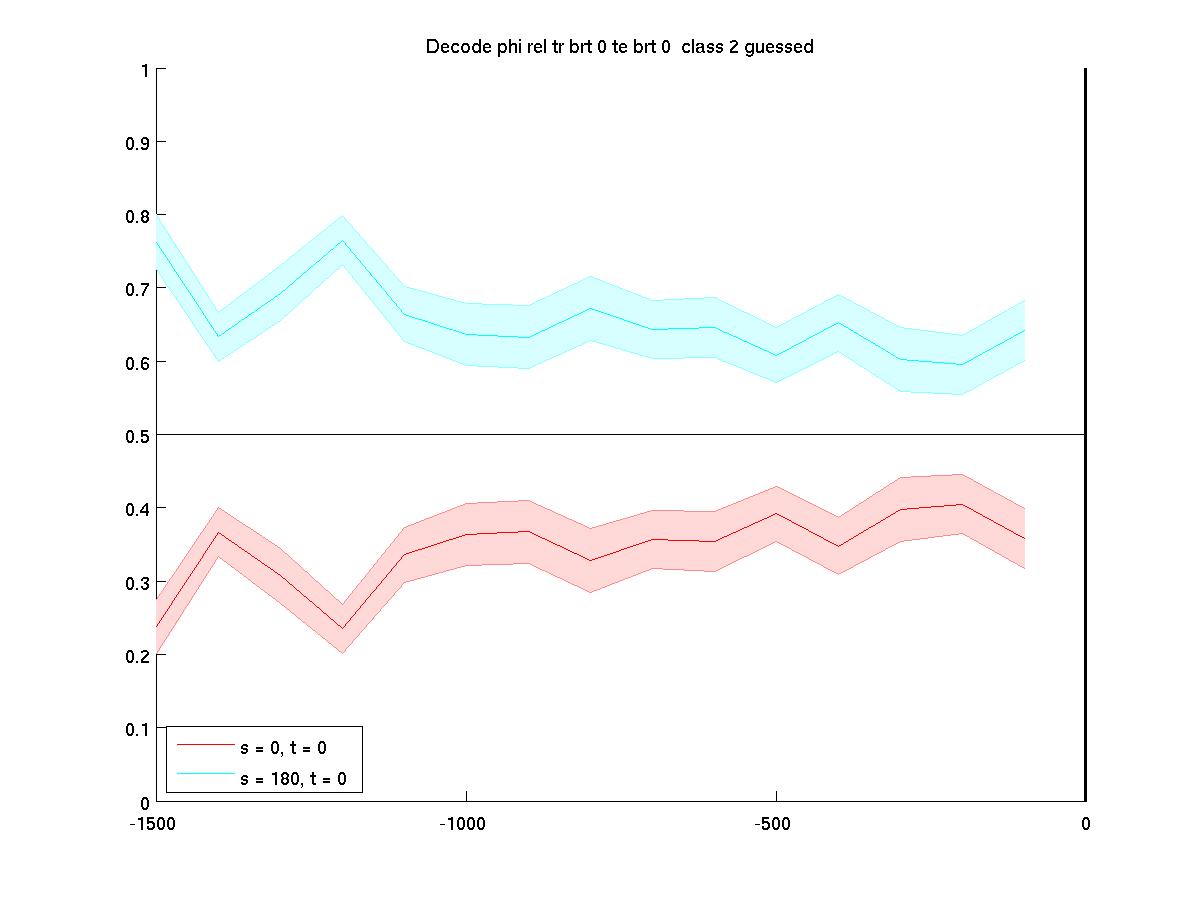 Decode phi rel tr brt 0 te brt 0  class 2 guessed
1
0.9
0.8
0.7
0.6
0.5
0.4
0.3
0.2
0.1
0
s = 0, t = 0
s = 180, t = 0
-1500 -1000 -500 0